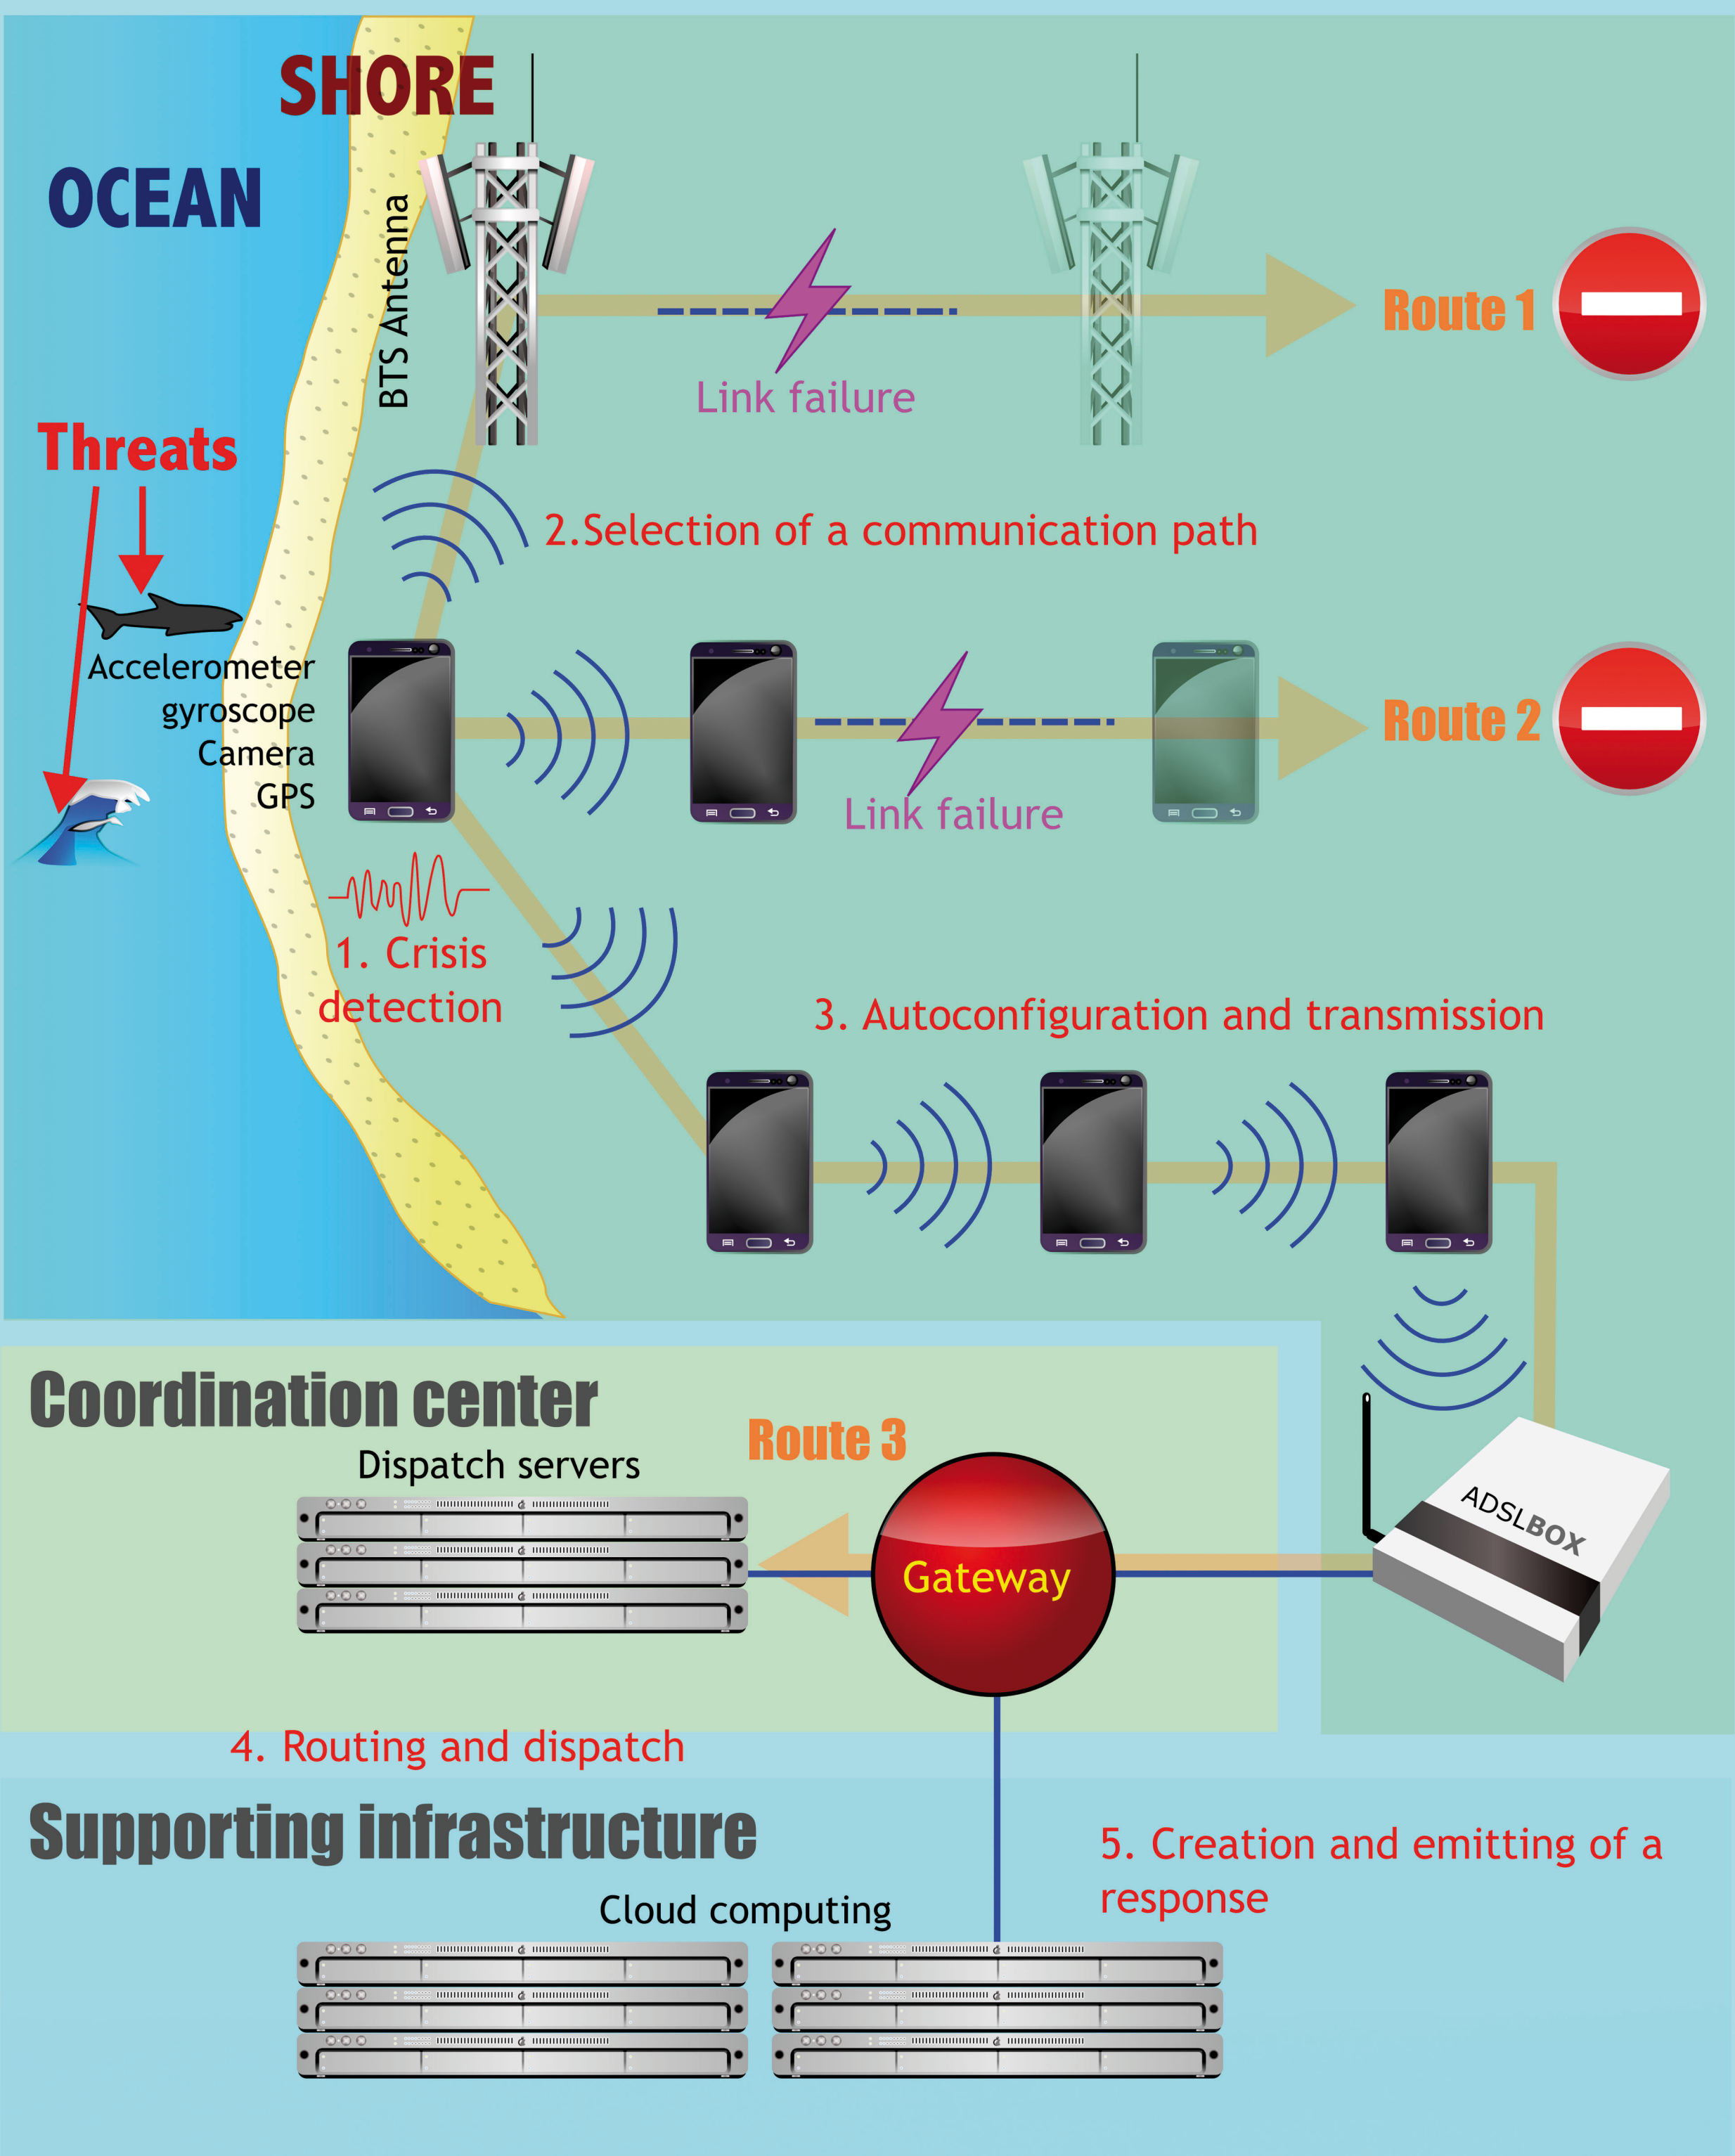 SHORE
OCEAN
BTS Antenna
Route 1
Link failure
Threats
2.Selection of a communication path
Accelerometer
gyroscope
Camera
GPS
Route 2
Link failure
1. Crisis
detection
3. Autoconfiguration and transmission
Coordination center
Route 3
Dispatch servers
ADSLBOX
Gateway
4. Routing and dispatch
Supporting infrastructure
5. Creation and emitting of a
response
Cloud computing